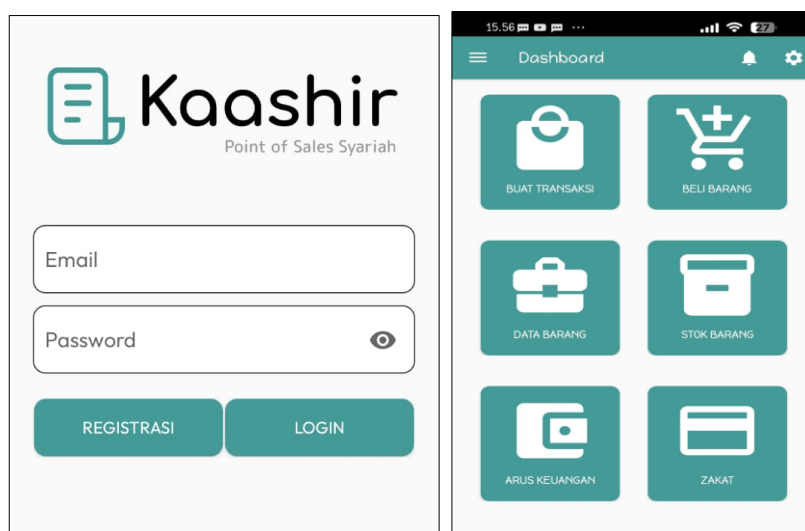 Kaashir
Point of Sales Syariah
Email
Password
REGISTRASI
LOGIN
15.56
27
Dashboard
BUAT TRANSAKSI
BELI BARANG
DATA BARANG
STOK BARANG
ARUS KEUANGAN
ZAKAT